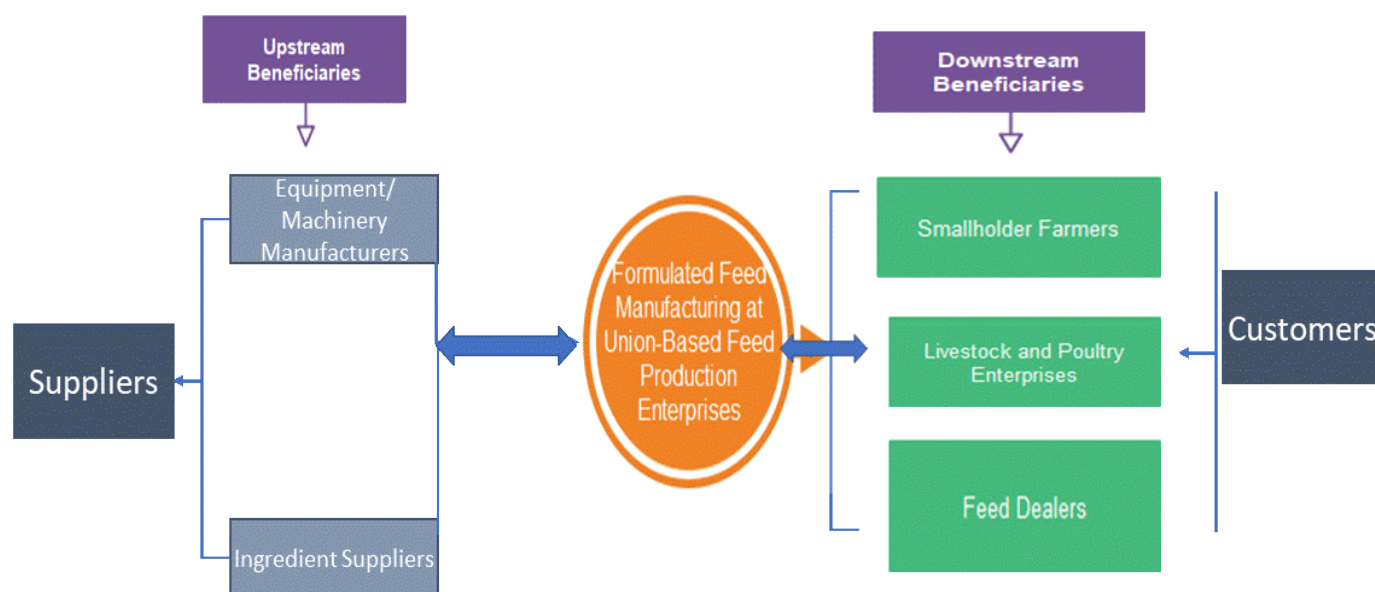 Upstream
Beneficiaries
Downstream
Beneficiaries
Equipment/
Machinery
Manufacturers
Smallholder Farmers
Formulated Feed
Manufacturing at
Union-Based Feed
Production
Enterprises
Suppliers
Livestock and Poultry
Enterprises
Customers
Feed Dealers
Ingredient Suppliers